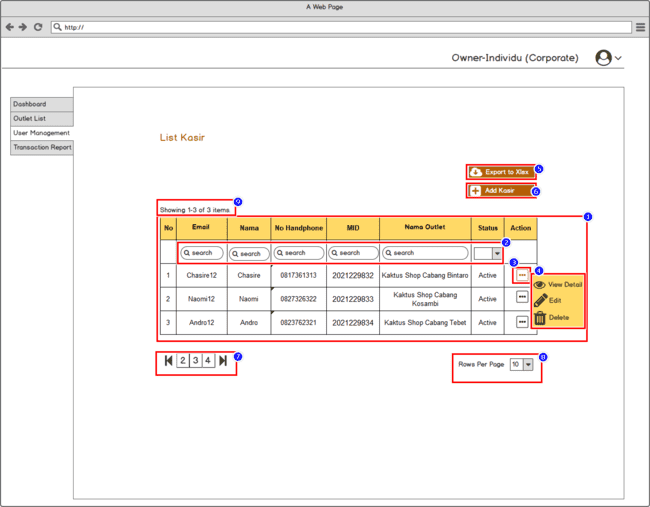 A Web Page
http://
Owner-Individu (Corporate)
Dashboard
Outlet List
User Management
Transaction Report
List Kasir
Export to Xlex 5
+ Add Kasir 6
Showing 1-3 of 3 items 9
1
No Email Nama No Handphone MID Nama Outlet Status Action
search search search search search 2
3 4
1 Chasire12 Chasire 0817361313 2021229832 Kaktus Shop Cabang Bintaro Active
2 Naomi12 Naomi 0827326322 2021229833 Kaktus Shop Cabang Kosambi Active
3 Andro12 Andro 0823762321 2021229834 Kaktus Shop Cabang Tebet Active
View Detail
Edit
Delete
2 3 4 7
Rows Per Page 10 8